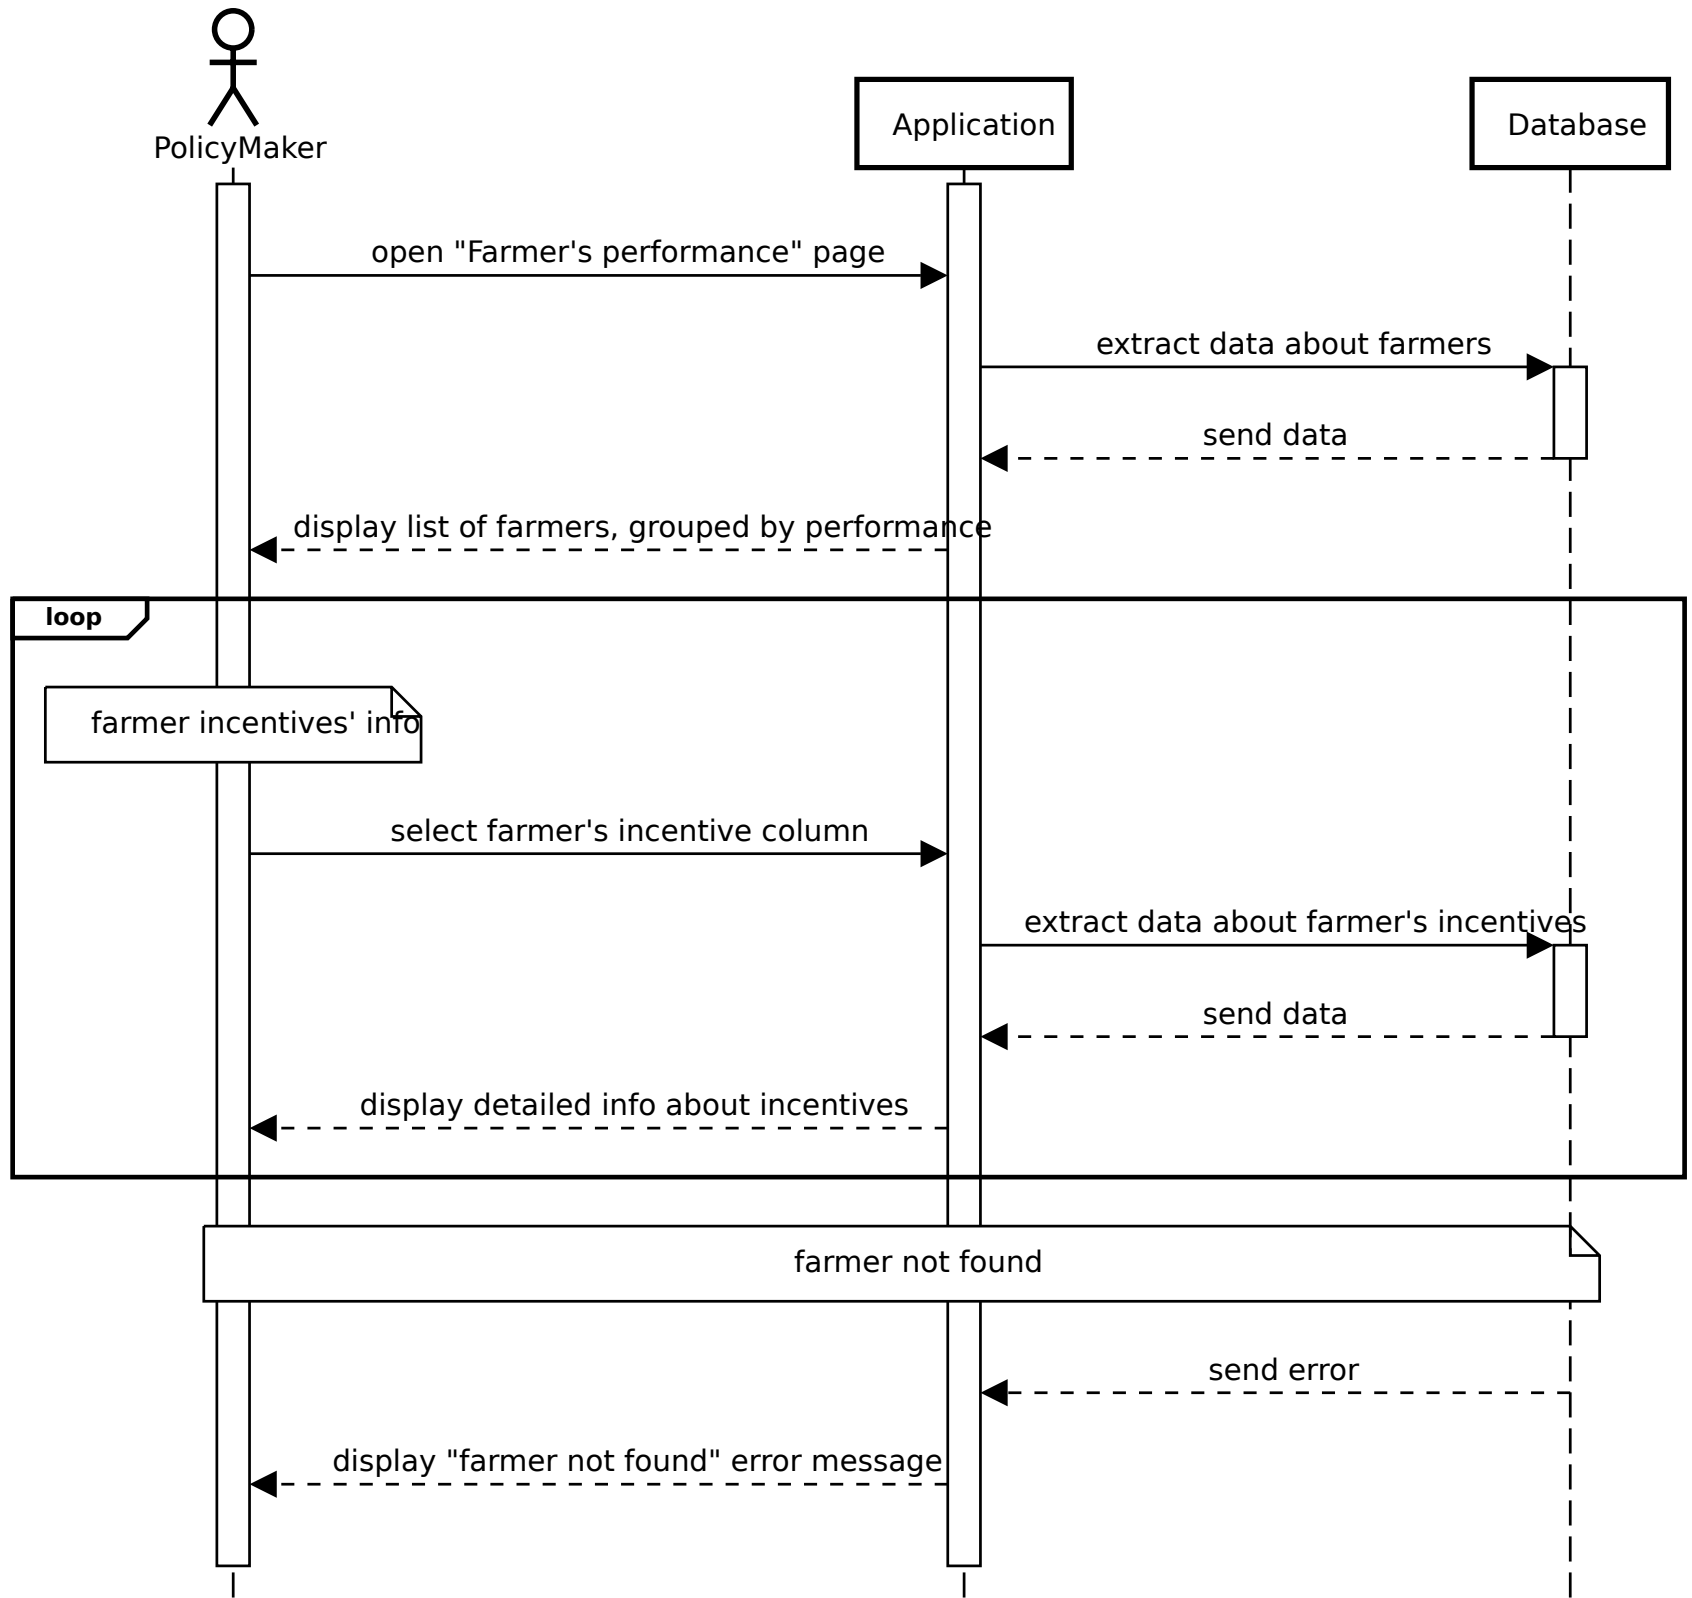 PolicyMaker
Application
Database
open "Farmer's performance" page
extract data about farmers
send data
display list of farmers, grouped by performance
loop
farmer incentives' info
select farmer's incentive column
extract data about farmer's incentives
send data
display detailed info about incentives
farmer not found
send error
display "farmer not found" error message